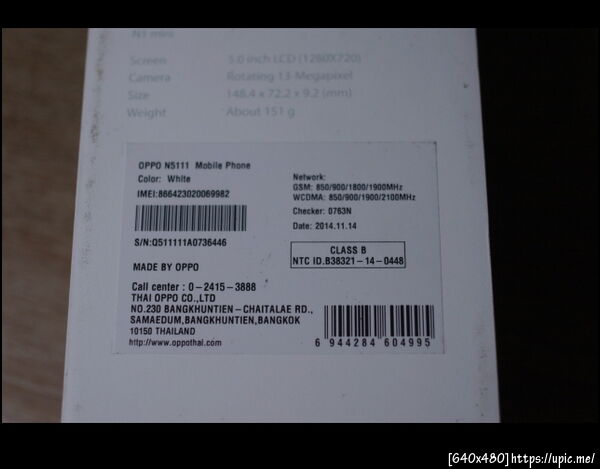 N3 mini
Screen 5.0 inch LCD (1280X720)
Camera Rotating 13-Megapixel
Size 148.4 x 72.2 x 9.2 (mm)
Weight About 151 g
OPPO N5111 Mobile Phone
Color: White
IMEI:866423020069982
S/N:Q511111A0736446
MADE BY OPPO
Network:
GSM: 850/900/1800/1900MHz
WCDMA: 850/900/1900/2100MHz
Checker: 0763N
Date: 2014.11.14
CLASS B
NTC ID.B38321-14-0448
Call center : 0-2415-3888
THAI OPPO CO.,LTD
NO.230 BANGKHUNTIEN-CHAITALAE RD.,
SAMAEDUM,BANGKHUNTIEN,BANGKOK
10150 THAILAND
http://www.oppothai.com
6 944284 604995
[640x480]https://upic.me/